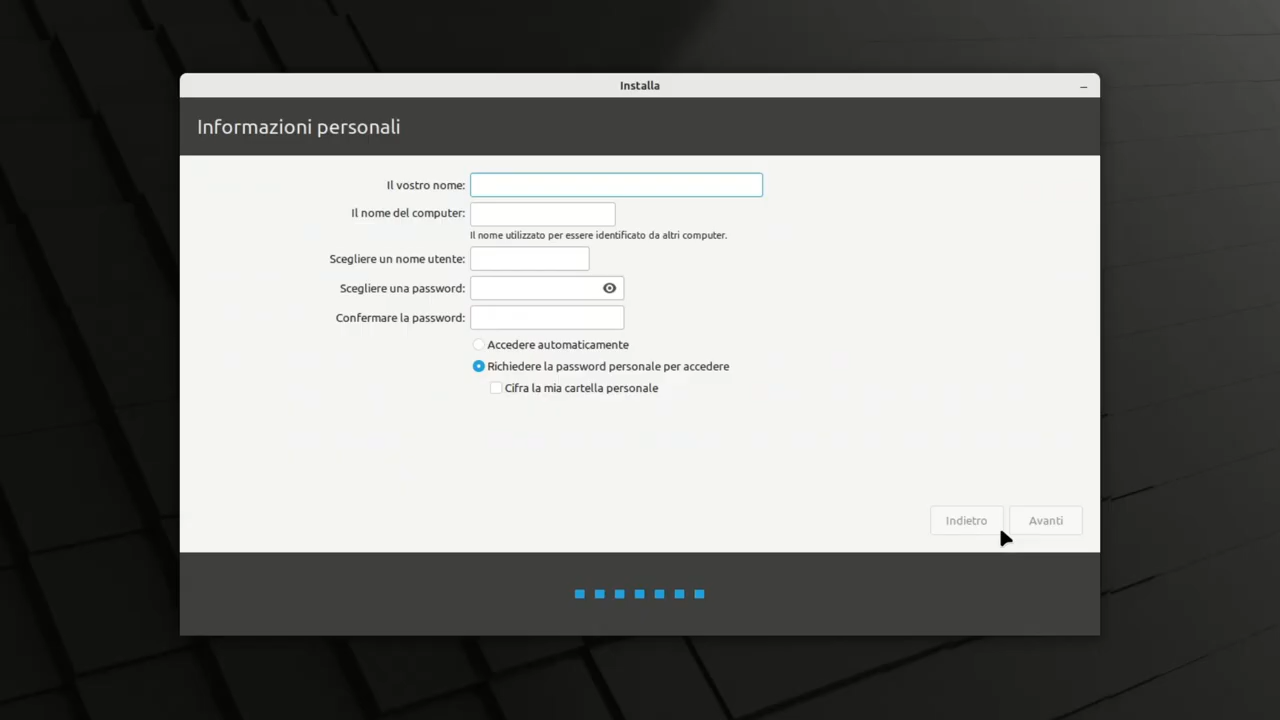 Installa
Informazioni personali
Il vostro nome:
Il nome del computer:
Il nome utilizzato per essere identificato da altri computer.
Scegliere un nome utente:
Scegliere una password:
Confermare la password:
Accedere automaticamente
Richiedere la password personale per accedere
Cifra la mia cartella personale
Indietro Avanti